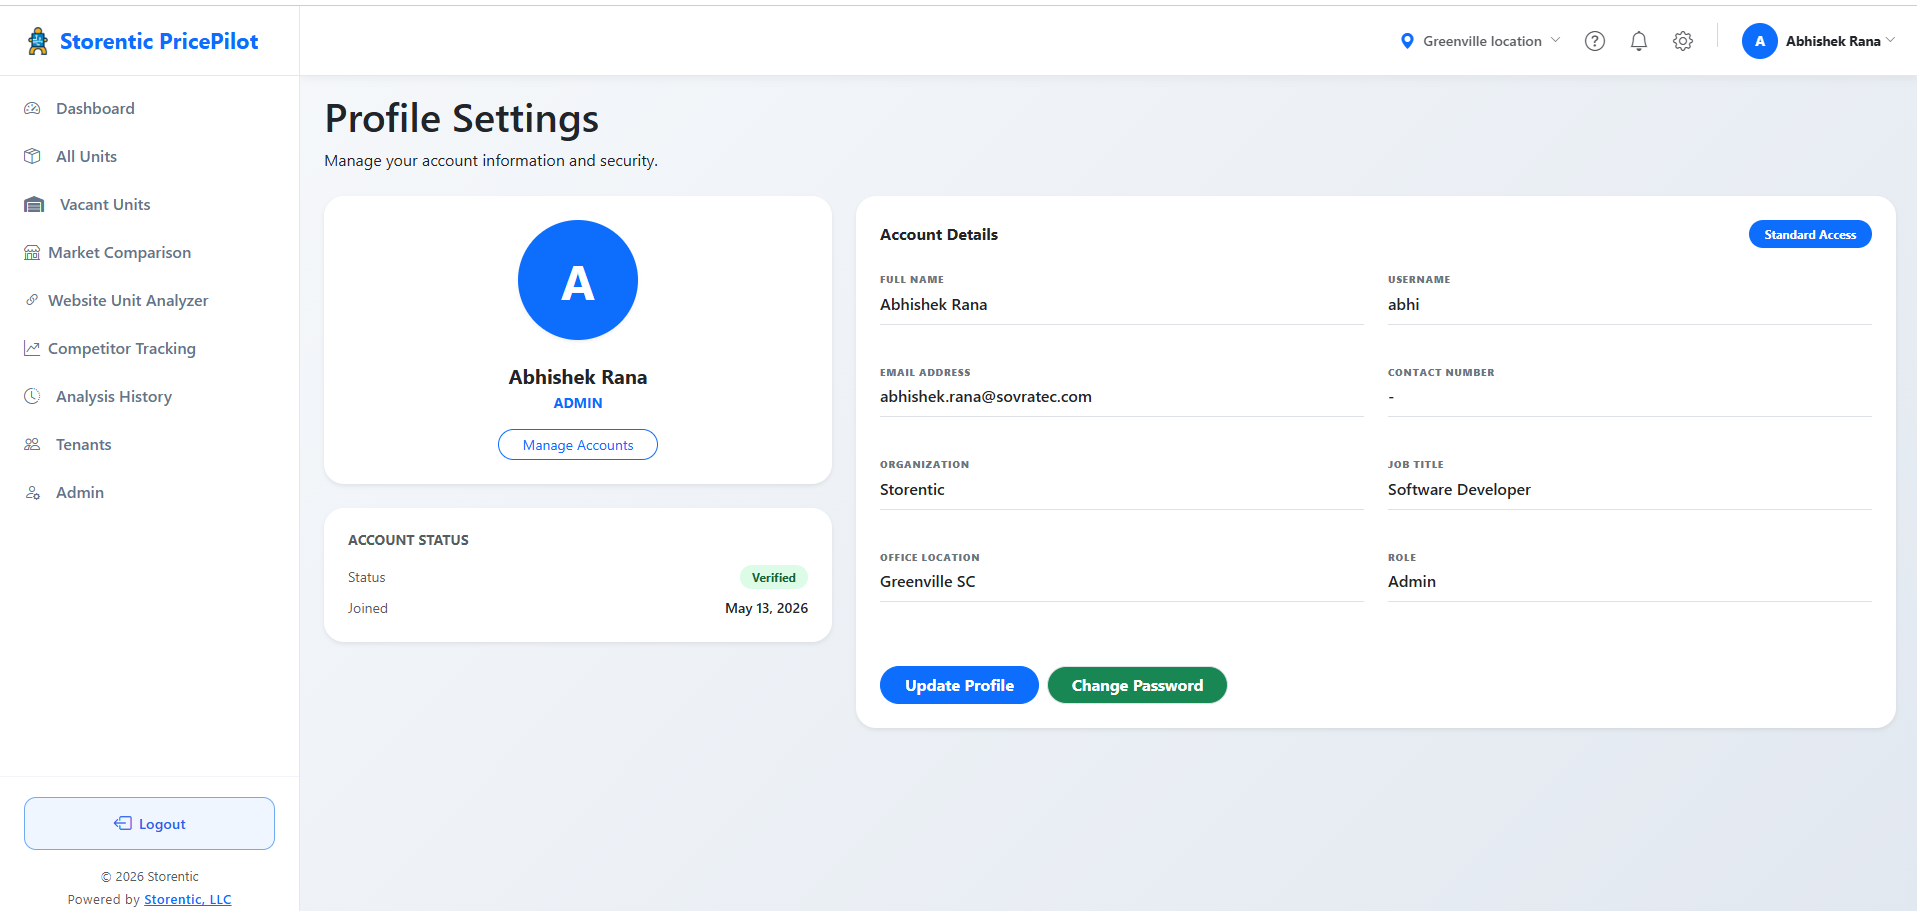 Storentic PricePilot
Greenville location
A
Abhishek Rana
Dashboard
All Units
Vacant Units
Market Comparison
Website Unit Analyzer
Competitor Tracking
Analysis History
Tenants
Admin
Logout
© 2026 Storentic
Powered by Storentic, LLC
Profile Settings
Manage your account information and security.
A
Abhishek Rana
ADMIN
Manage Accounts
ACCOUNT STATUS
Status Verified
Joined May 13, 2026
Account Details Standard Access
FULL NAME
Abhishek Rana
USERNAME
abhi
EMAIL ADDRESS
abhishek.rana@sovratec.com
CONTACT NUMBER
-
ORGANIZATION
Storentic
JOB TITLE
Software Developer
OFFICE LOCATION
Greenville SC
ROLE
Admin
Update Profile
Change Password